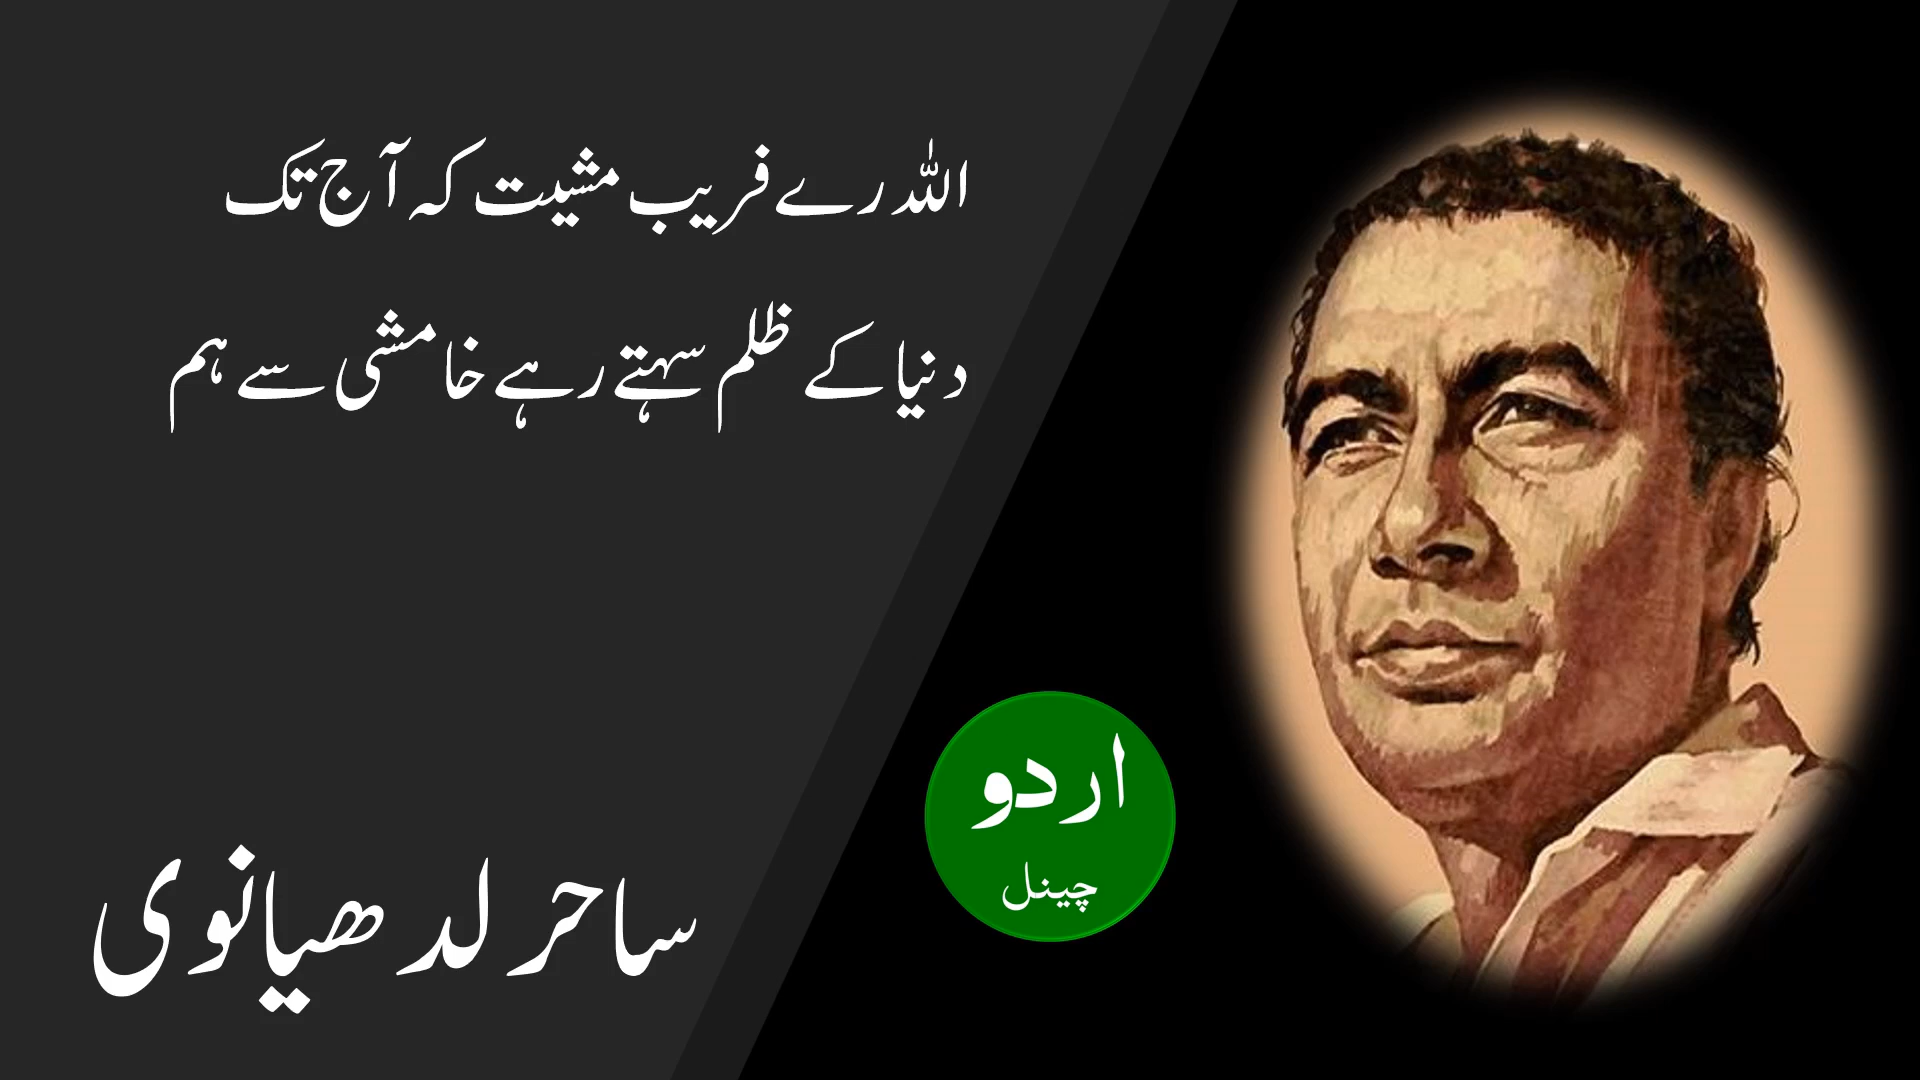 اللہ رے فریب مشیت کہ آج تک
دنیا کے ظلم سہتے رہے خامشی سے ہم
اردو
چینل
ساحر لدھیانوی